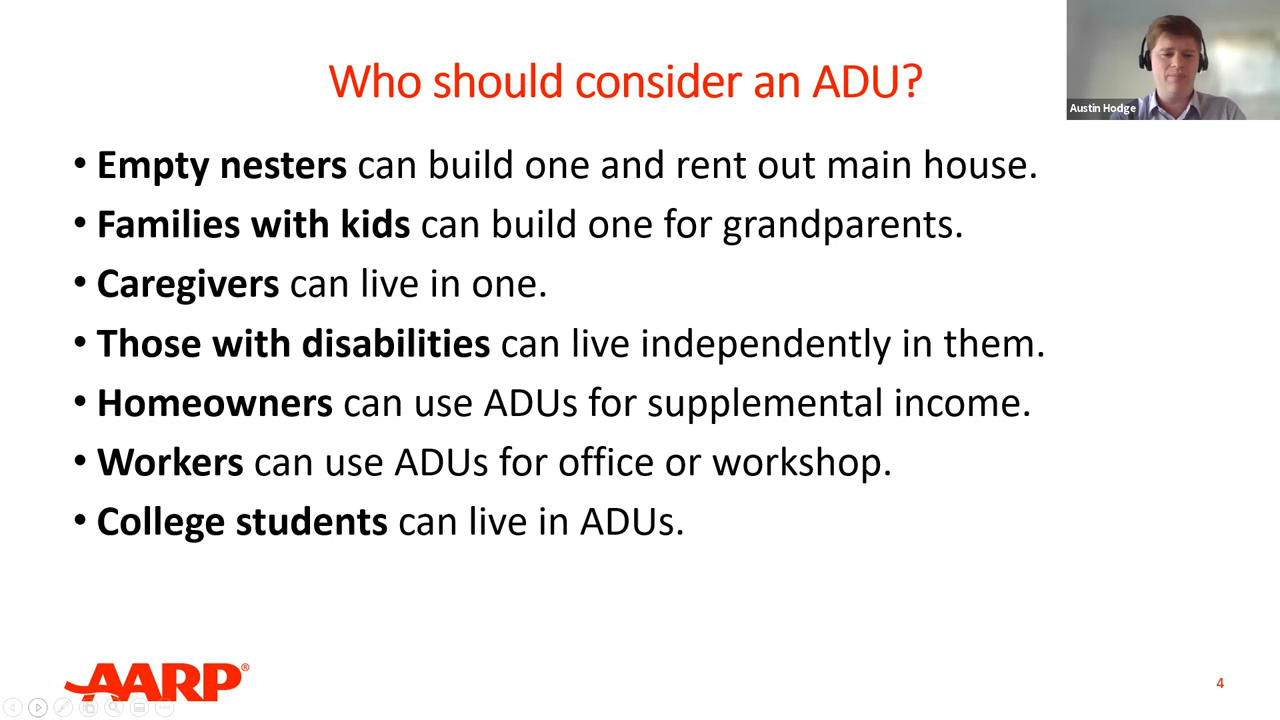 Who should consider an ADU?
Austin Hodge
• Empty nesters can build one and rent out main house.
• Families with kids can build one for grandparents.
• Caregivers can live in one.
• Those with disabilities can live independently in them.
• Homeowners can use ADUs for supplemental income.
• Workers can use ADUs for office or workshop.
• College students can live in ADUs.
AARP®
4